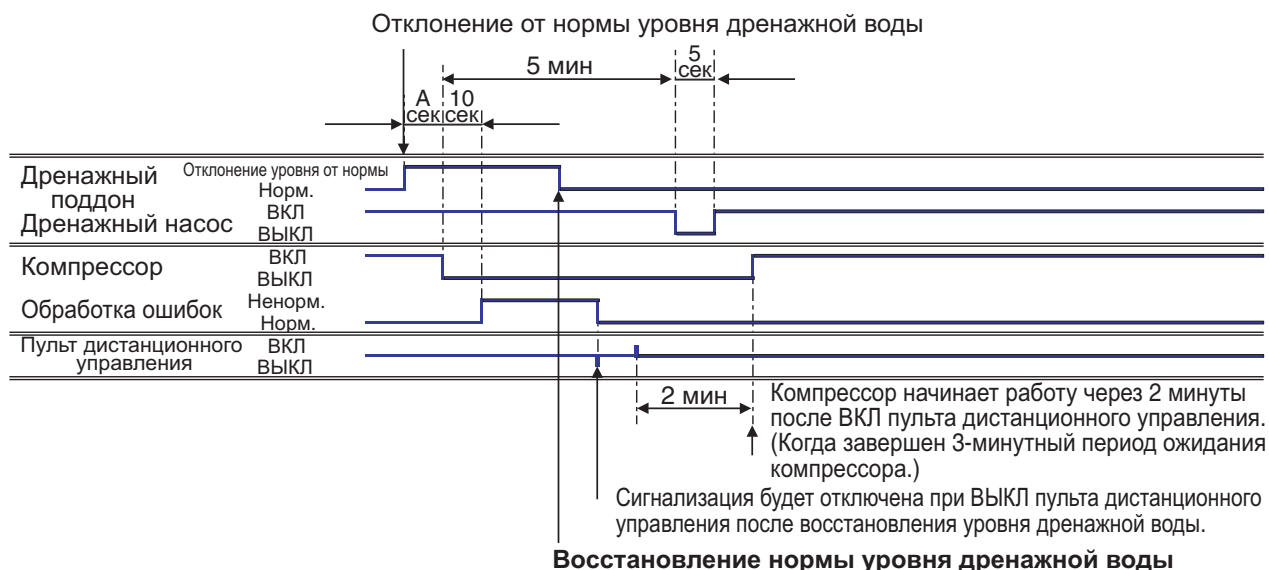 Отклонение от нормы уровня дренажной воды
5 мин
5
сек
А 10
сек сек
Дренажный
поддон
Отклонение уровня от нормы
Норм.
Дренажный насос
ВКЛ
ВЫКЛ
Компрессор
ВКЛ
ВЫКЛ
Обработка ошибок
Ненорм.
Норм.
Пульт дистанционного
управления
ВКЛ
ВЫКЛ
2 мин
Компрессор начинает работу через 2 минуты
после ВКЛ пульта дистанционного управления.
(Когда завершен 3-минутный период ожидания
компрессора.)
Сигнализация будет отключена при ВЫКЛ пульта дистанционного
управления после восстановления уровня дренажной воды.
Восстановление нормы уровня дренажной воды